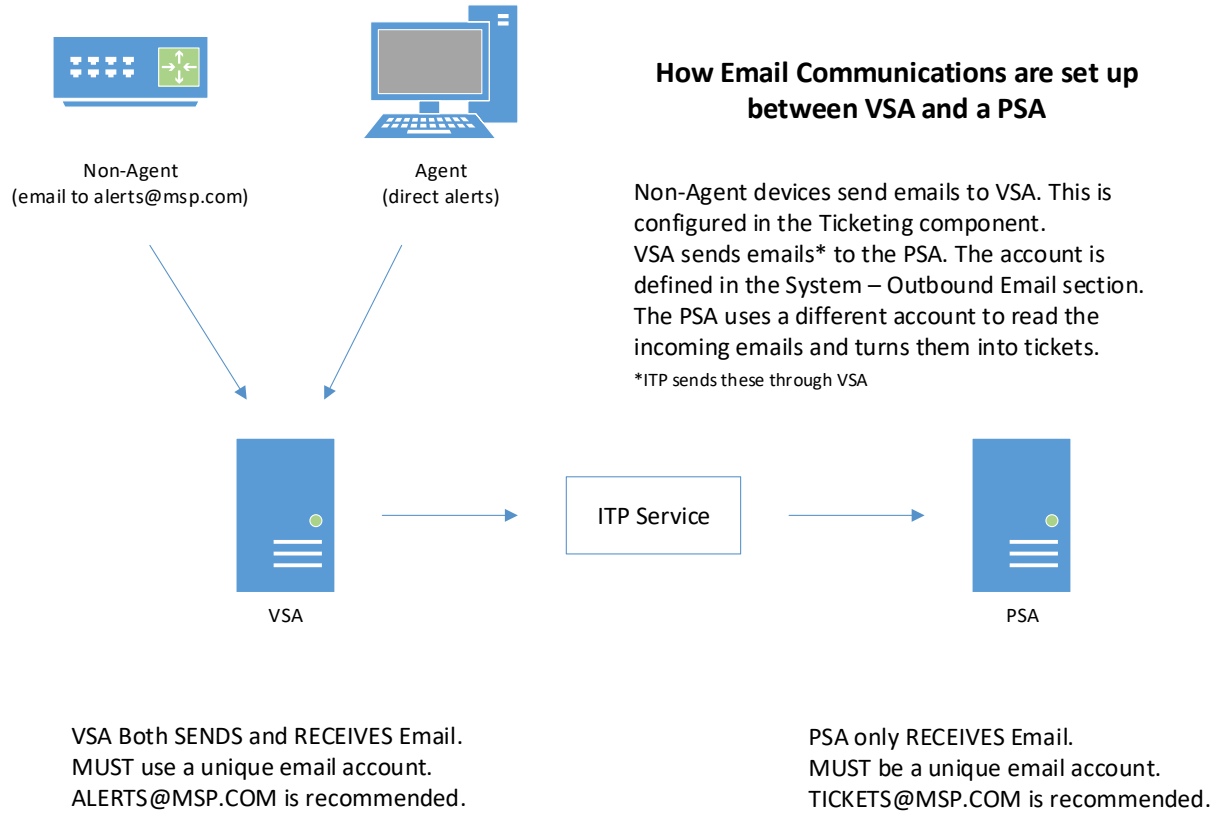 How Email Communications are set up
between VSA and a PSA
Non-Agent
(email to alerts@msp.com)
Agent
(direct alerts)
Non-Agent devices send emails to VSA. This is
configured in the Ticketing component.
VSA sends emails* to the PSA. The account is
defined in the System – Outbound Email section.
The PSA uses a different account to read the
incoming emails and turns them into tickets.
*ITP sends these through VSA
ITP Service
VSA
PSA
VSA Both SENDS and RECEIVES Email.
MUST use a unique email account.
ALERTS@MSP.COM is recommended.
PSA only RECEIVES Email.
MUST be a unique email account.
TICKETS@MSP.COM is recommended.